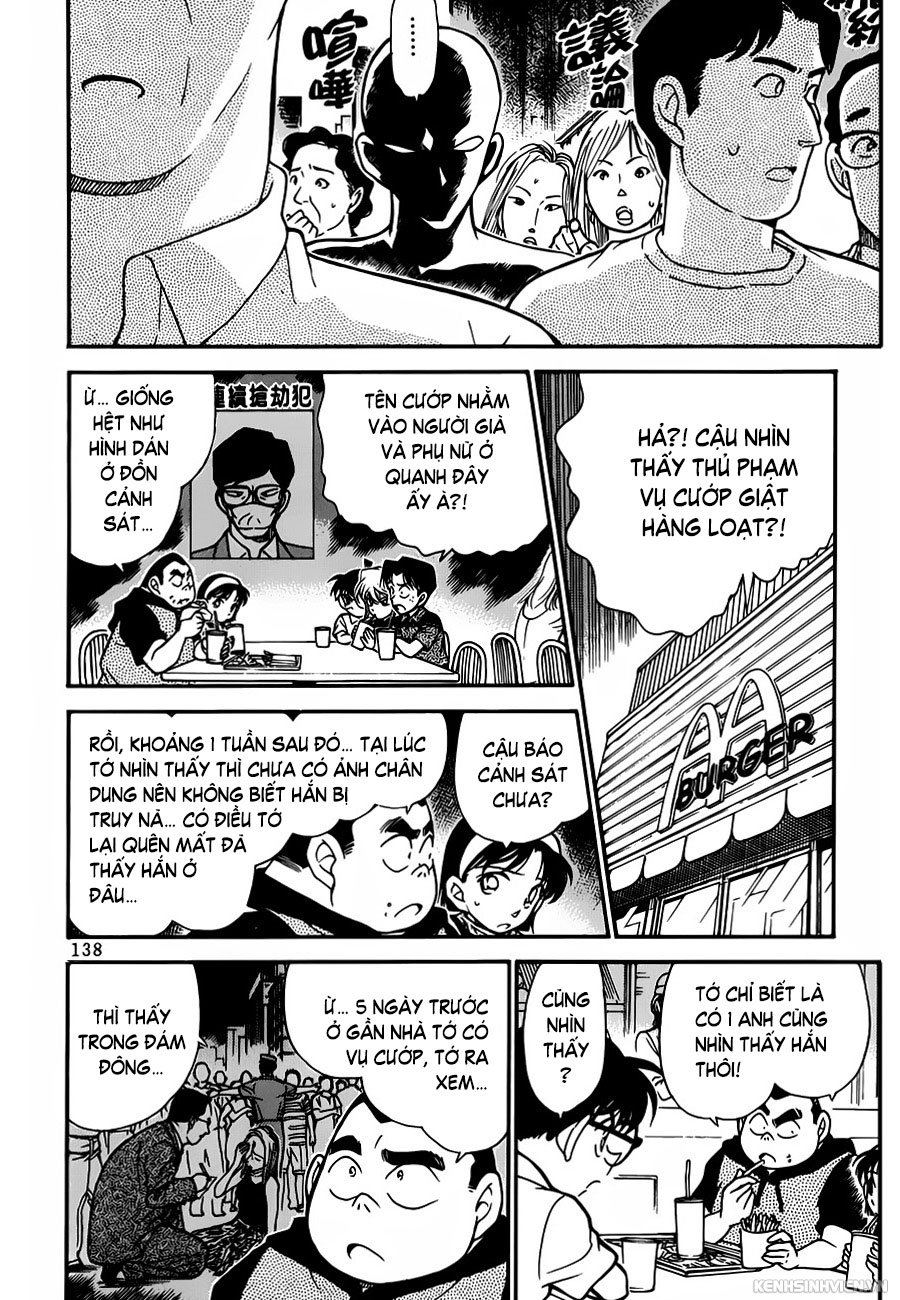 ……
喧嘩
議論
HẢ?! CẬU NHÌN
THẤY THỦ PHẠM
VỤ CƯỚP GIẬT
HÀNG LOẠT?!
BURGER
TÊN CƯỚP NHẰM
VÀO NGƯỜI GIÀ
VÀ PHỤ NỮ Ở
QUANH ĐÂY
ẤY À?!
連續搶劫犯
Ừ... GIỐNG
HỆT NHƯ
HÌNH DÁN
Ở ĐỒN
CẢNH
SÁT...
CẬU BÁO
CẢNH SÁT
CHƯA?
RỒI, KHOẢNG 1 TUẦN SAU ĐÓ... TẠI LÚC
TỚ NHÌN THẤY THÌ CHƯA CÓ ẢNH CHÂN
DUNG NÊN KHÔNG BIẾT HẮN BỊ
TRUY NÃ... CÓ ĐIỀU TỚ
LẠI QUÊN MẤT ĐÃ
THẤY HẮN Ở
ĐÂU...
138
TỚ CHỈ BIẾT LÀ
CÓ 1 ANH CŨNG
NHÌN THẤY HẮN
THÔI!
CŨNG
NHÌN
THẤY
?
Ừ... 5 NGÀY TRƯỚC
Ở GẦN NHÀ TỚ CÓ
VỤ CƯỚP, TỚ RA
XEM...
THÌ THẤY
TRONG ĐÁM
ĐÔNG...
KENHSINHVIEN.VN